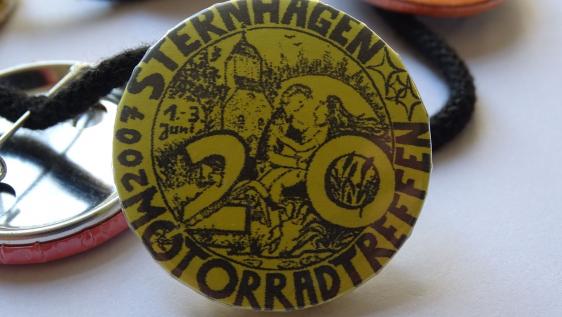 STERNHAGEN
2007
1.-3.
Juni
20
MOTORRADTREFFEN